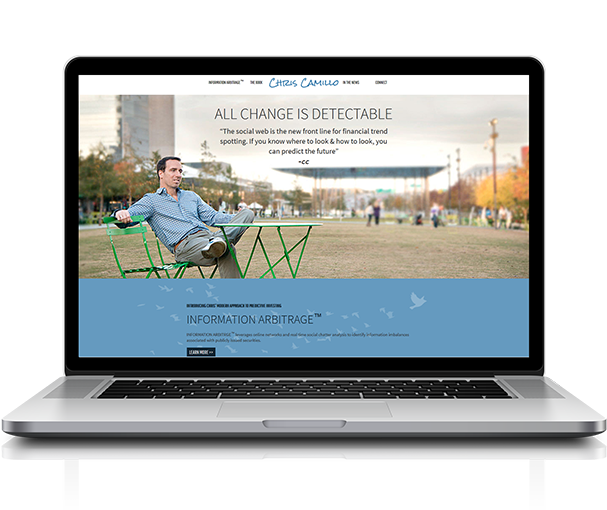 INFORMATION ARBITRAGE™ THE BOOK Chris Camillo IN THE NEWS CONNECT
ALL CHANGE IS DETECTABLE
"The social web is the new front line for financial trend
spotting. If you know where to look & how to look, you
can predict the future"
-CC
INTRODUCING CHRIS' MODERN APPROACH TO PREDICTIVE INVESTING
INFORMATION ARBITRAGE™
INFORMATION ARBITRAGE™ leverages online networks and real-time social chatter analysis to identify information imbalances
associated with publicly traded securities.
LEARN MORE >>